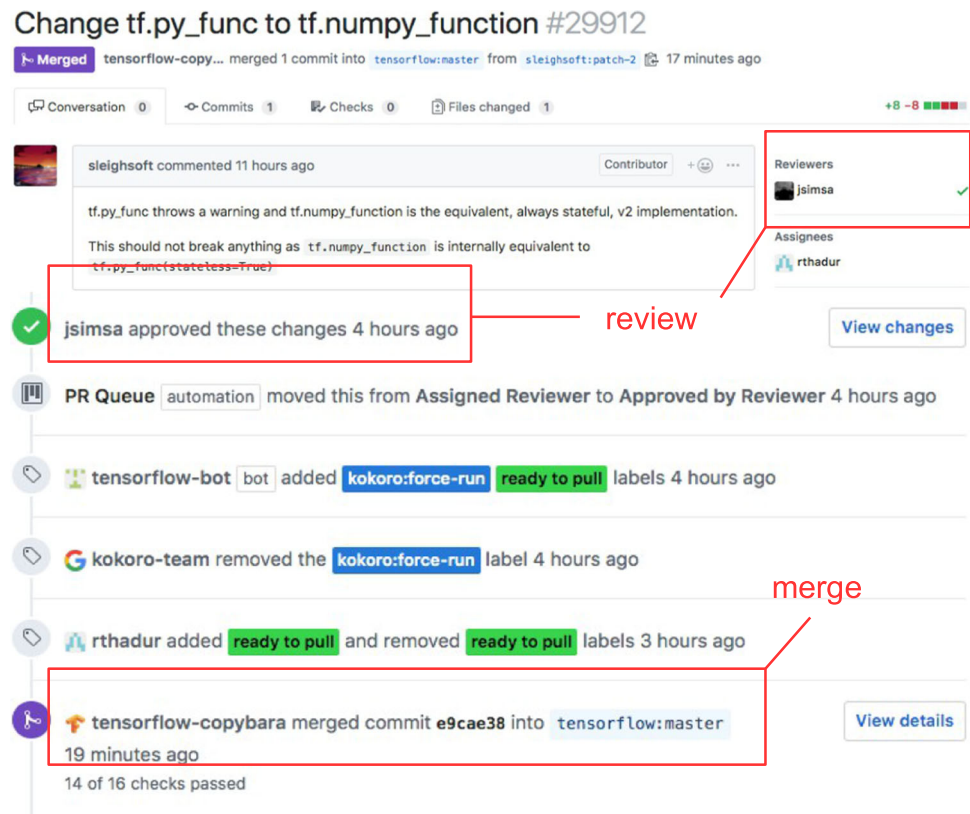 Change tf.py_func to tf.numpy_function #29912
Merged tensorflow-copy... merged 1 commit into tensorflow:master from sleighsoft:patch-2 17 minutes ago
Conversation 0 Commits 1 Checks 0 Files changed 1 +8 -8
sleighsoft commented 11 hours ago Contributor
tf.py_func throws a warning and tf.numpy_function is the equivalent, always stateful, v2 implementation.
This should not break anything as tf.numpy_function is internally equivalent to
tf.py_func(stateless=True)
Reviewers
jsimsa
Assignees
rthadur
review
jsimsa approved these changes 4 hours ago View changes
PR Queue automation moved this from Assigned Reviewer to Approved by Reviewer 4 hours ago
tensorflow-bot bot added kokoro:force-run ready to pull labels 4 hours ago
kokoro-team removed the kokoro:force-run label 4 hours ago
merge
rthadur added ready to pull and removed ready to pull labels 3 hours ago
tensorflow-copybara merged commit e9cae38 into tensorflow:master View details
19 minutes ago
14 of 16 checks passed